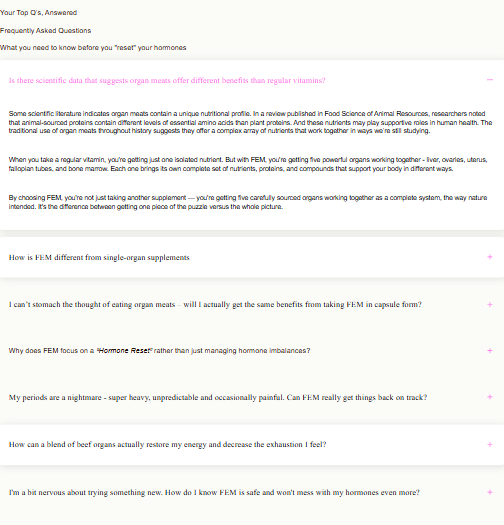 Your Top Q's, Answered
Frequently Asked Questions
What you need to know before you "reset" your hormones
Is there scientific data that suggests organ meats offer different benefits than regular vitamins?
Some scientific literature indicates organ meats contain a unique nutritional profile. In a review published in Food Science of Animal Resources, researchers noted
that animal-sourced proteins contain different levels of essential amino acids than plant proteins. And these nutrients may play supportive roles in human health. The
traditional use of organ meats throughout history suggests they offer a complex array of nutrients that work together in ways we're still studying.
When you take a regular vitamin, you're getting just one isolated nutrient. But with FEM, you're getting five powerful organs working together - liver, ovaries, uterus,
fallopian tubes, and bone marrow. Each one brings its own complete set of nutrients, proteins, and compounds that support your body in different ways.
By choosing FEM, you're not just taking another supplement — you're getting five carefully sourced organs working together as a complete system, the way nature
intended. It's the difference between getting one piece of the puzzle versus the whole picture.
How is FEM different from single-organ supplements
I can't stomach the thought of eating organ meats – will I actually get the same benefits from taking FEM in capsule form?
Why does FEM focus on a "Hormone Reset" rather than just managing hormone imbalances?
My periods are a nightmare - super heavy, unpredictable and occasionally painful. Can FEM really get things back on track?
How can a blend of beef organs actually restore my energy and decrease the exhaustion I feel?
I'm a bit nervous about trying something new. How do I know FEM is safe and won't mess with my hormones even more?